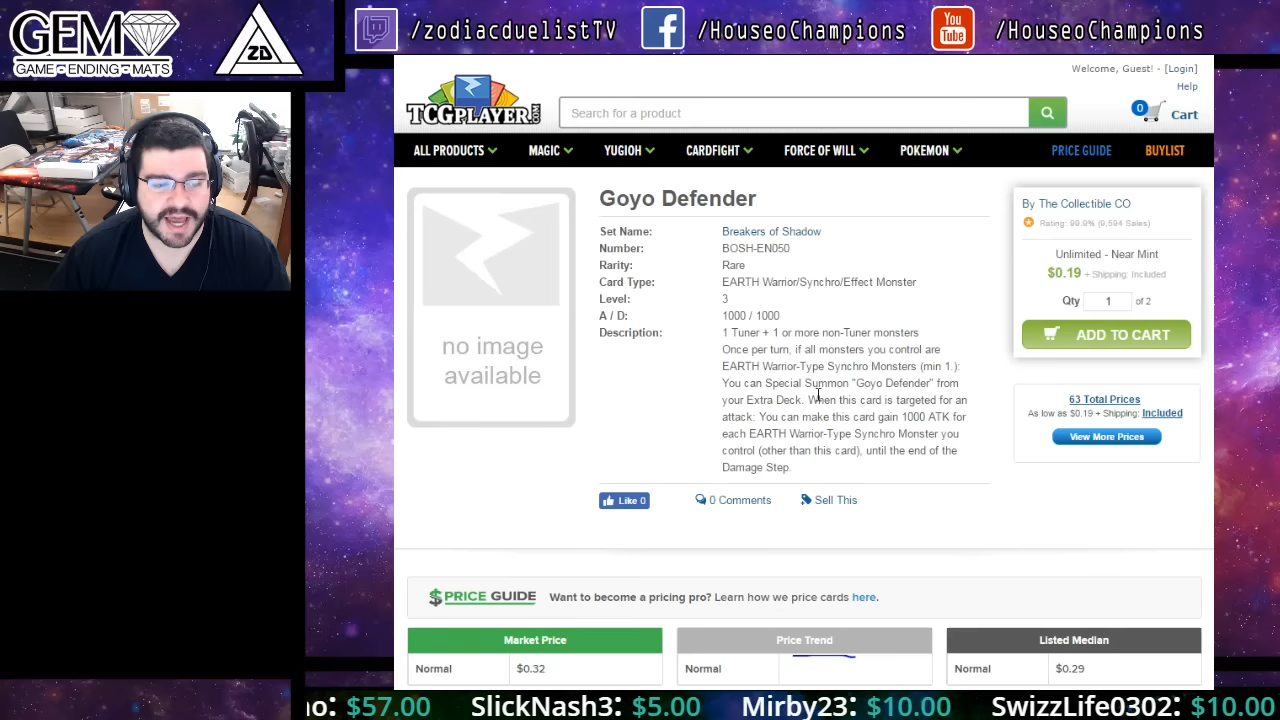 GEM
GAME - ENDING - MATS
ZD
/zodiacduelistTV
/HouseoChampions
You Tube
/HouseoChampions
Welcome, Guest! - [Login]
Help
TCGPLAYER.COM
Search for a product
0
Cart
ALL PRODUCTS
MAGIC
YUGIOH
CARDFIGHT
FORCE OF WILL
POKEMON
PRICE GUIDE
BUYLIST
no image
available
Goyo Defender
Set Name: Breakers of Shadow
Number: BOSH-EN050
Rarity: Rare
Card Type: EARTH Warrior/Synchro/Effect Monster
Level: 3
A / D: 1000 / 1000
Description: 1 Tuner + 1 or more non-Tuner monsters
Once per turn, if all monsters you control are
EARTH Warrior-Type Synchro Monsters (min 1.):
You can Special Summon "Goyo Defender" from
your Extra Deck. When this card is targeted for an
attack: You can make this card gain 1000 ATK for
each EARTH Warrior-Type Synchro Monster you
control (other than this card), until the end of the
Damage Step.
Like 0
0 Comments
Sell This
By The Collectible CO
Rating: 99.9% (9,594 Sales)
Unlimited - Near Mint
$0.19 + Shipping: Included
Qty 1 of 2
ADD TO CART
63 Total Prices
As low as $0.19 + Shipping: Included
View More Prices
PRICE GUIDE
Want to become a pricing pro? Learn how we price cards here.
Market Price
Normal $0.32
Price Trend
Normal
Listed Median
Normal $0.29
no: $57.00 SlickNash3: $5.00 Mirby23: $10.00 SwizzLife0302: $10.00